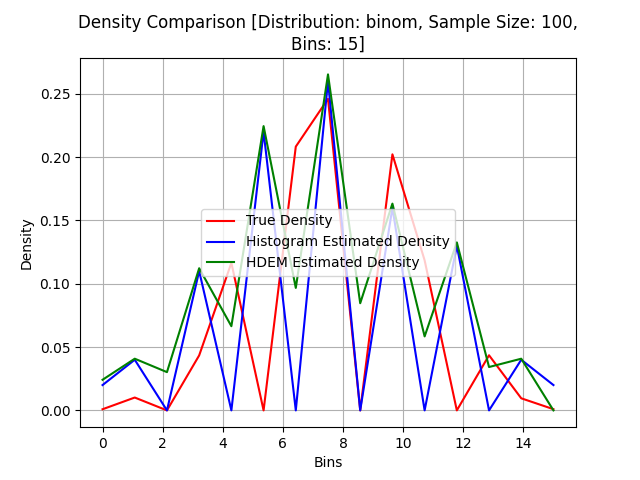 Density Comparison [Distribution: binom, Sample Size: 100,
Bins: 15]
Density
0.25
0.20
0.15
0.10
0.05
0.00
True Density
Histogram Estimated Density
HDEM Estimated Density
0 2 4 6 8 10 12 14
Bins